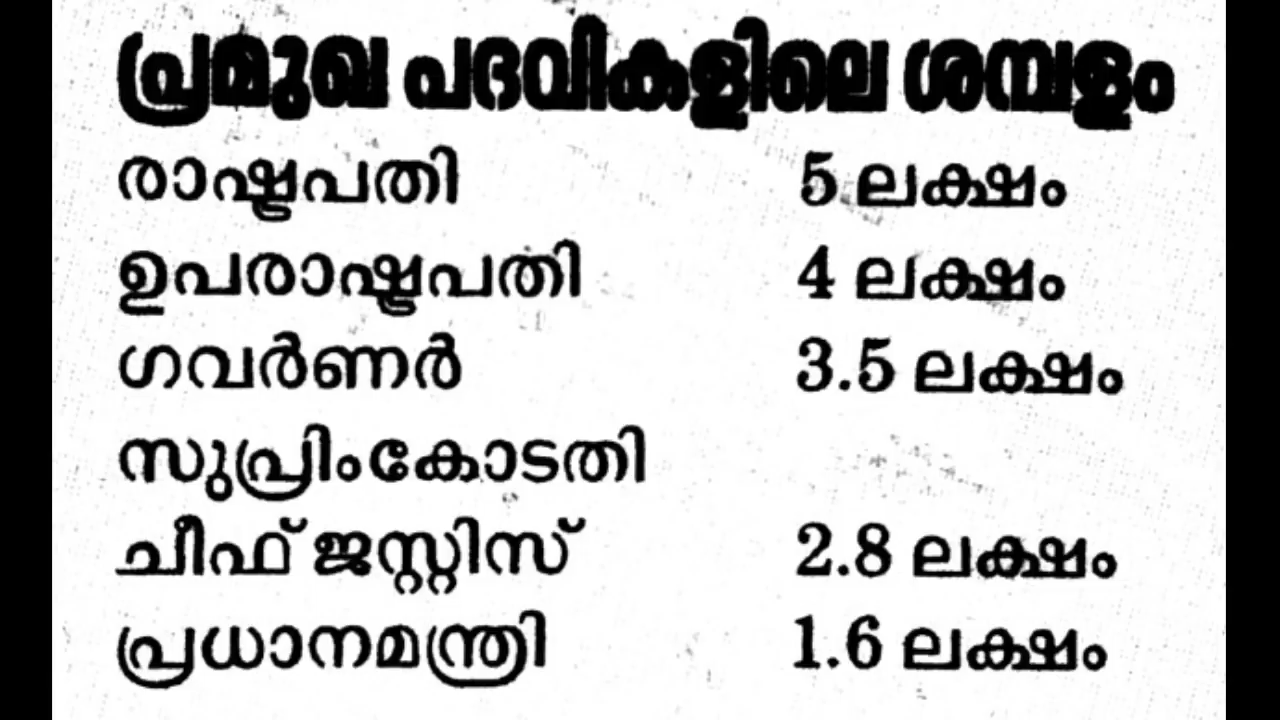 പ്രമുഖ പദവികളിലെ ശമ്പളം
രാഷ്ട്രപതി 5 ലക്ഷം
ഉപരാഷ്ട്രപതി 4 ലക്ഷം
ഗവർണർ 3.5 ലക്ഷം
സുപ്രിംകോടതി
ചീഫ് ജസ്റ്റിസ് 2.8 ലക്ഷം
പ്രധാനമന്ത്രി 1.6 ലക്ഷം